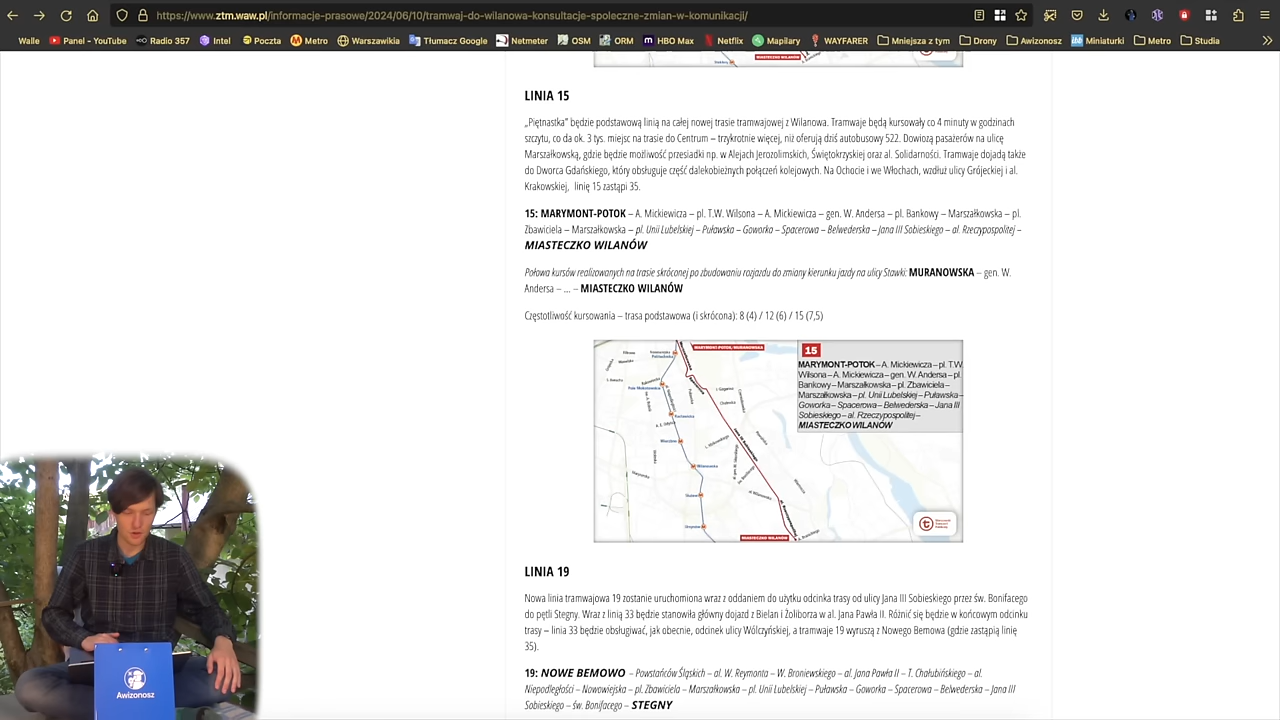 https://www.ztm.waw.pl/informacje-prasowe/2024/06/10/tramwaj-do-wilanowa-konsultacje-spoleczne-zmian-w-komunikacji/
Walle Panel - YouTube Radio 357 Intel Poczta Metro Warszawikia Tłumacz Google Netmeter OSM ORM HBO Max Netflix Mapilary WAYFARER Mniejsza z tym Drony Awizonosz Miniaturki Metro Studia
MIASTECZKO WILANÓW
LINIA 15
„Piętnastka” będzie podstawową linią na całej nowej trasie tramwajowej z Wilanowa. Tramwaje będą kursowały co 4 minuty w godzinach
szczytu, co da ok. 3 tys. miejsc na trasie do Centrum – trzykrotnie więcej, niż oferują dziś autobusowy 522. Dowiozą pasażerów na ulicę
Marszałkowską, gdzie będzie możliwość przesiadki np. w Alejach Jerozolimskich, Świętokrzyskiej oraz al. Solidarności. Tramwaje dojadą także
do Dworca Gdańskiego, który obsługuje część dalekobieżnych połączeń kolejowych. Na Ochocie i we Włochach, wzdłuż ulicy Grójeckiej i al.
Krakowskiej, linię 15 zastąpi 35.
15: MARYMONT-POTOK – A. Mickiewicza – pl. T.W. Wilsona – A. Mickiewicza – gen. W. Andersa – pl. Bankowy – Marszałkowska – pl.
Zbawiciela – Marszałkowska – pl. Unii Lubelskiej – Puławska – Goworka – Spacerowa – Belwederska – Jana III Sobieskiego – al. Rzeczypospolitej –
MIASTECZKO WILANÓW
Połowa kursów realizowanych na trasie skróconej po zbudowaniu rozjazdu do zmiany kierunku jazdy na ulicy Stawki: MURANOWSKA – gen. W.
Andersa – ... – MIASTECZKO WILANÓW
Częstotliwość kursowania – trasa podstawowa (i skrócona): 8 (4) / 12 (6) / 15 (7,5)
MARYMONT-POTOK/MURANOWSKA
15
MARYMONT-POTOK – A. Mickiewicza – pl. T.W.
Wilsona – A. Mickiewicza – gen. W. Andersa – pl.
Bankowy – Marszałkowska – pl. Zbawiciela –
Marszałkowska – pl. Unii Lubelskiej – Puławska –
Goworka – Spacerowa – Belwederska – Jana III
Sobieskiego – al. Rzeczypospolitej –
MIASTECZKO WILANÓW
Racławicka
Wierzbno
Wilanowska
Służew
MIASTECZKO WILANÓW
LINIA 19
Nowa linia tramwajowa 19 zostanie uruchomiona wraz z oddaniem do użytku odcinka trasy od ulicy Jana III Sobieskiego przez św. Bonifacego
do pętli Stegny. Wraz z linią 33 będzie stanowiła główny dojazd z Bielan i Żoliborza w al. Jana Pawła II. Różnić się będzie w końcowym odcinku
trasy – linia 33 będzie obsługiwać, jak obecnie, odcinek ulicy Wólczyńskiej, a tramwaje 19 wyruszą z Nowego Bemowa (gdzie zastąpią linię
35).
19: NOWE BEMOWO – Powstańców Śląskich – al. W. Reymonta – W. Broniewskiego – al. Jana Pawła II – T. Chałubińskiego – al.
Niepodległości – Nowowiejska – pl. Zbawiciela – Marszałkowska – pl. Unii Lubelskiej – Puławska – Goworka – Spacerowa – Belwederska – Jana III
Sobieskiego – św. Bonifacego – STEGNY
Awizonosz